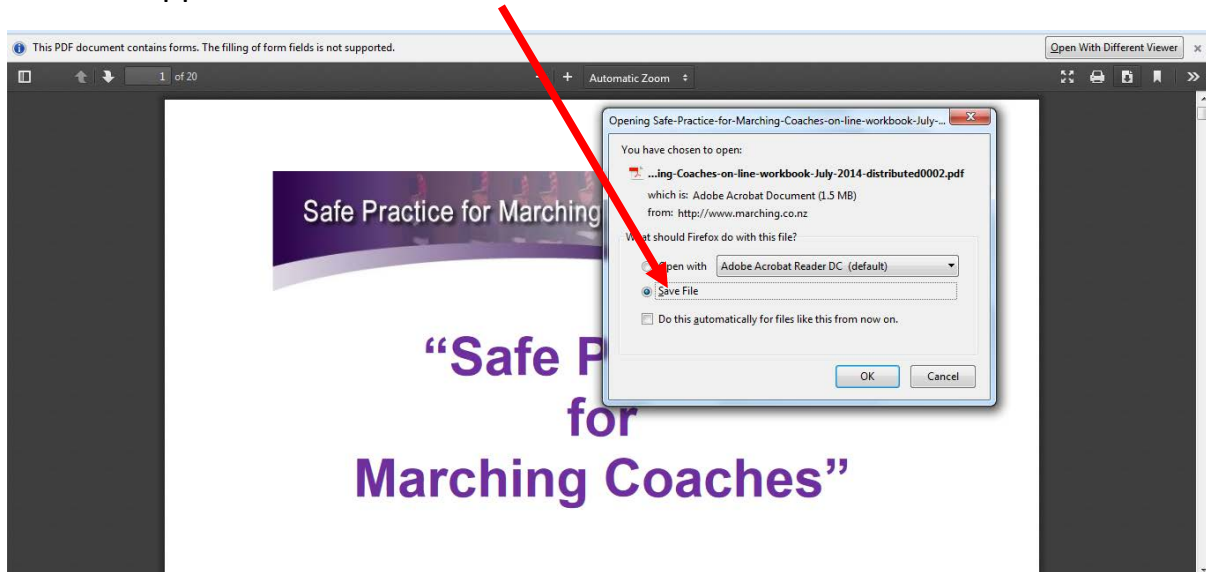 This PDF document contains forms. The filling of form fields is not supported.
Open With Different Viewer
1 of 20
Automatic Zoom
Opening Safe-Practice-for-Marching-Coaches-on-line-workbook-July-...
You have chosen to open:
...ing-Coaches-on-line-workbook-July-2014-distributed0002.pdf
which is: Adobe Acrobat Document (1.5 MB)
from: http://www.marching.co.nz
What should Firefox do with this file?
Open with Adobe Acrobat Reader DC (default)
Save File
Do this automatically for files like this from now on.
OK Cancel
Safe Practice for Marching
“Safe P
for
Marching Coaches”